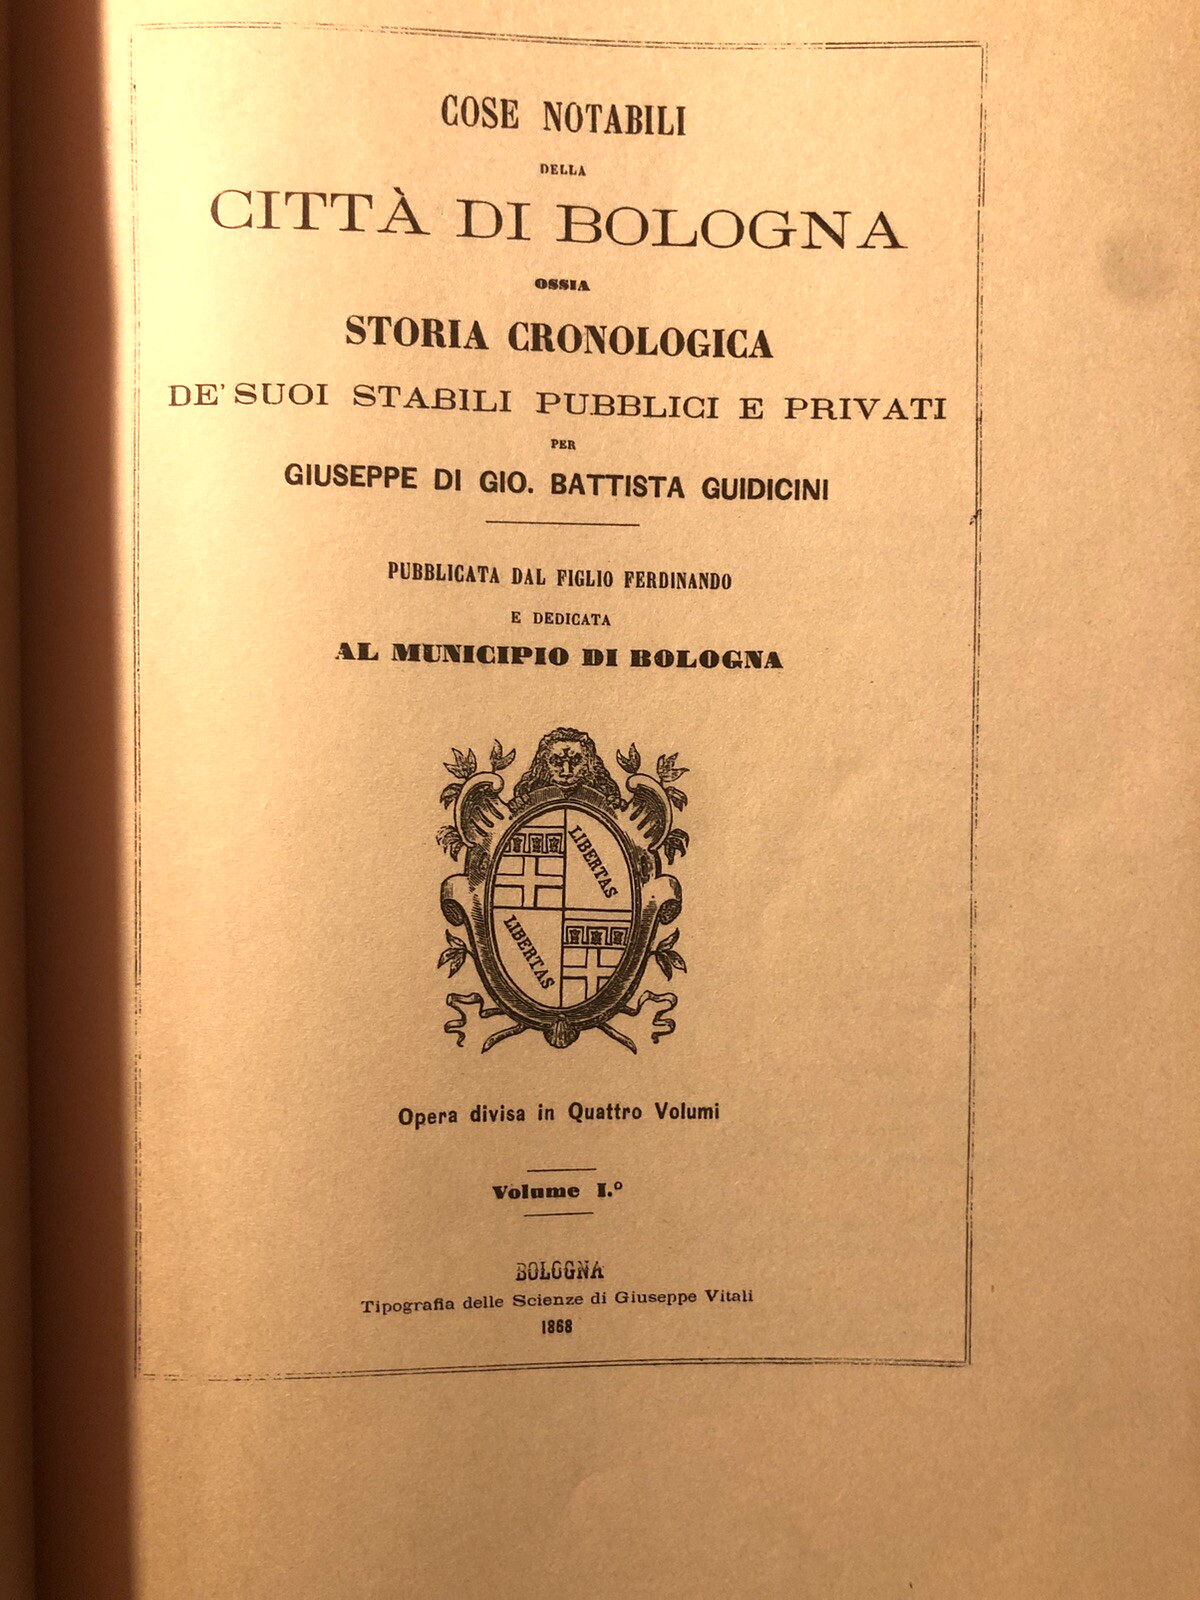 COSE NOTABILI
DELLA
CITTÀ DI BOLOGNA
OSSIA
STORIA CRONOLOGICA
DE' SUOI STABILI PUBBLICI E PRIVATI
PER
GIUSEPPE DI GIO. BATTISTA GUIDICINI
PUBBLICATA DAL FIGLIO FERDINANDO
E DEDICATA
AL MUNICIPIO DI BOLOGNA
LIBERTAS
LIBERTAS
Opera divisa in Quattro Volumi
Volume I.º
BOLOGNA
Tipografia delle Scienze di Giuseppe Vitali
1868